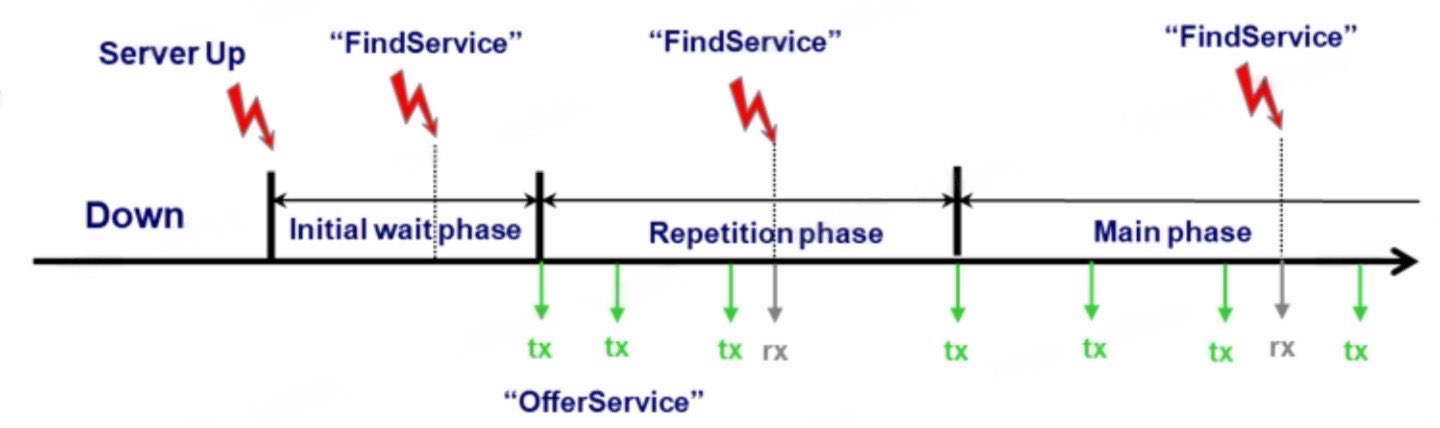 Server Up
“FindService”
“FindService”
“FindService”
Down
Initial wait phase
Repetition phase
Main phase
tx
tx
tx
rx
tx
tx
tx
rx
tx
“OfferService”